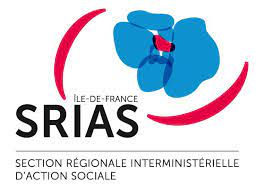 ÎLE-DE-FRANCE
SRIAS
SECTION RÉGIONALE INTERMINISTÉRIELLE
D'ACTION SOCIALE